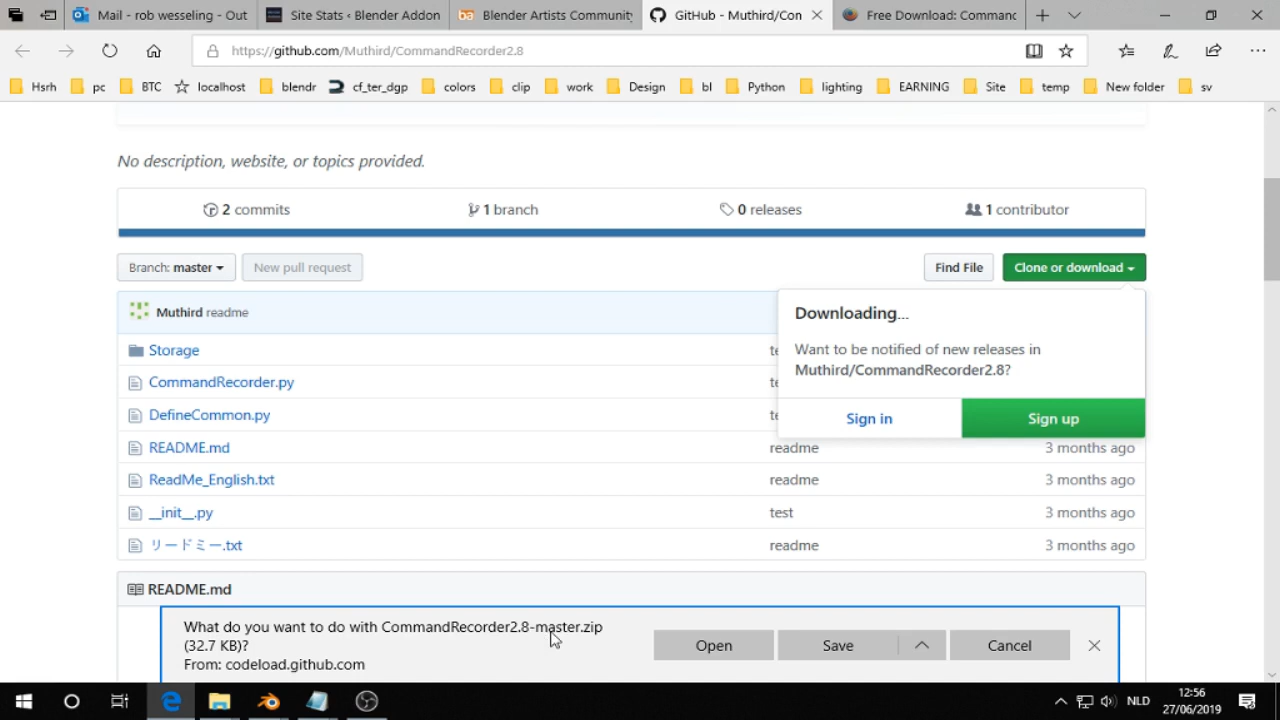 Mail - rob wesseling - Out
Site Stats ‹ Blender Addon
Blender Artists Community
GitHub - Muthird/Con
Free Download: Command
https://github.com/Muthird/CommandRecorder2.8
Hsrh
pc
BTC
localhost
blendr
cf_ter_dgp
colors
clip
work
Design
bl
Python
lighting
EARNING
Site
temp
New folder
sv
No description, website, or topics provided.
2 commits
1 branch
0 releases
1 contributor
Branch: master
New pull request
Find File
Clone or download
Muthird readme
Downloading...
Want to be notified of new releases in
Muthird/CommandRecorder2.8?
Sign in
Sign up
Storage
te
CommandRecorder.py
te
DefineCommon.py
te
README.md
readme
3 months ago
ReadMe_English.txt
readme
3 months ago
__init__.py
test
3 months ago
リードミー.txt
readme
3 months ago
README.md
What do you want to do with CommandRecorder2.8-master.zip
(32.7 KB)?
From: codeload.github.com
Open
Save
Cancel
NLD
12:56
27/06/2019